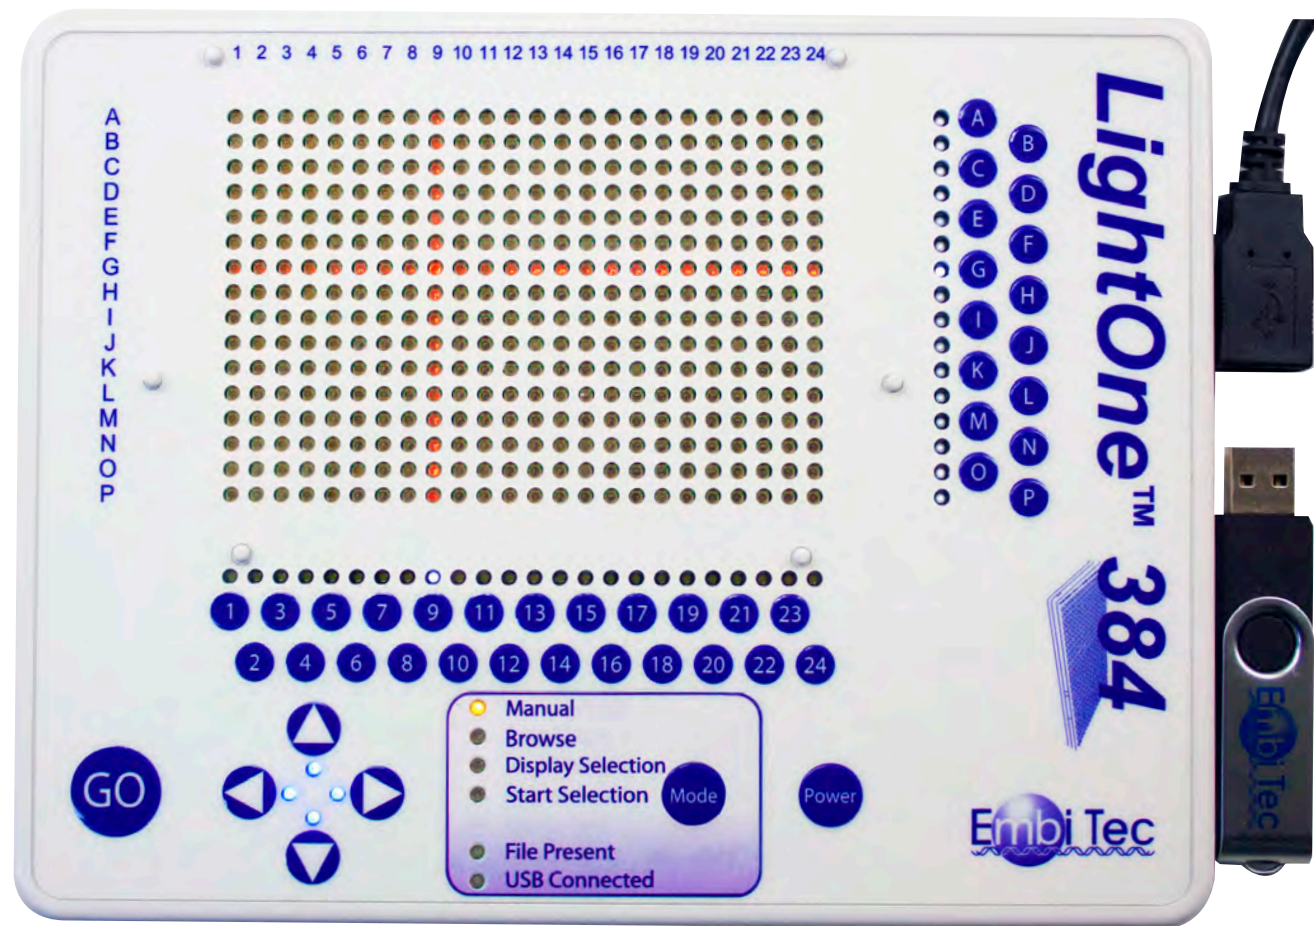 1 2 3 4 5 6 7 8 9 10 11 12 13 14 15 16 17 18 19 20 21 22 23 24
A
B
C
D
E
F
G
H
I
J
K
L
M
N
O
P
A
B
C
D
E
F
G
H
I
J
K
L
M
N
O
P
LightOne™ 384
1 3 5 7 9 11 13 15 17 19 21 23
2 4 6 8 10 12 14 16 18 20 22 24
GO
Manual
Browse
Display Selection
Start Selection
File Present
USB Connected
Mode
Power
Embi Tec
Embi Tec